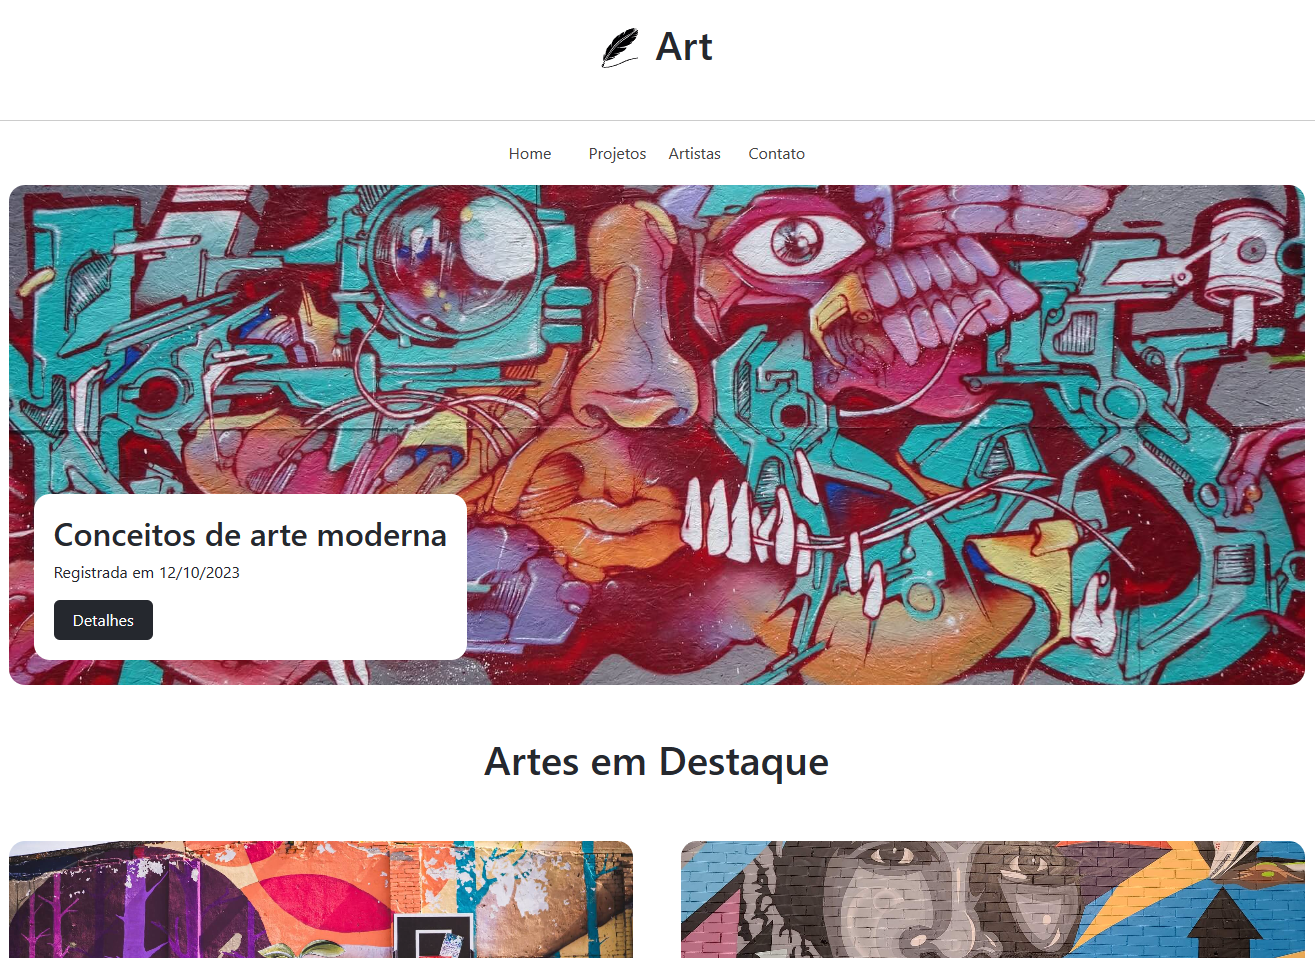 Art
Home Projetos Artistas Contato
Conceitos de arte moderna
Registrada em 12/10/2023
Detalhes
Artes em Destaque